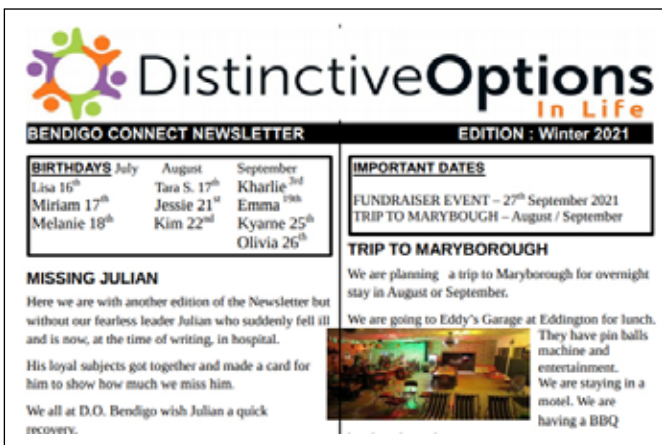 DistinctiveOptions
In Life
BENDIGO CONNECT NEWSLETTER EDITION : Winter 2021
BIRTHDAYS July August September
Lisa 16th Tara S. 17th Kharlie 3rd
Miriam 17th Jessie 21st Emma 19th
Melanie 18th Kim 22nd Kyarne 25th
Olivia 26th
MISSING JULIAN
Here we are with another edition of the Newsletter but
without our fearless leader Julian who suddenly fell ill
and is now, at the time of writing, in hospital.
His loyal subjects got together and made a card for
him to show how much we miss him.
We all at D.O. Bendigo wish Julian a quick
recovery.
IMPORTANT DATES
FUNDRAISER EVENT – 27th September 2021
TRIP TO MARYBOUGH – August / September
TRIP TO MARYBOROUGH
We are planning a trip to Maryborough for overnight
stay in August or September.
We are going to Eddy's Garage at Eddington for lunch.
They have pin balls
machine and
entertainment.
We are staying in a
motel. We are
having a BBQ